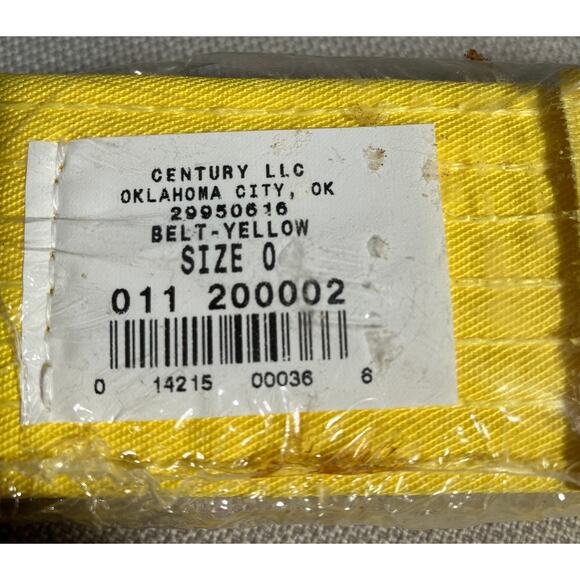 CENTURY LLC
OKLAHOMA CITY, OK
29950616
BELT-YELLOW
SIZE 0
011 200002
0 14215 00036 6